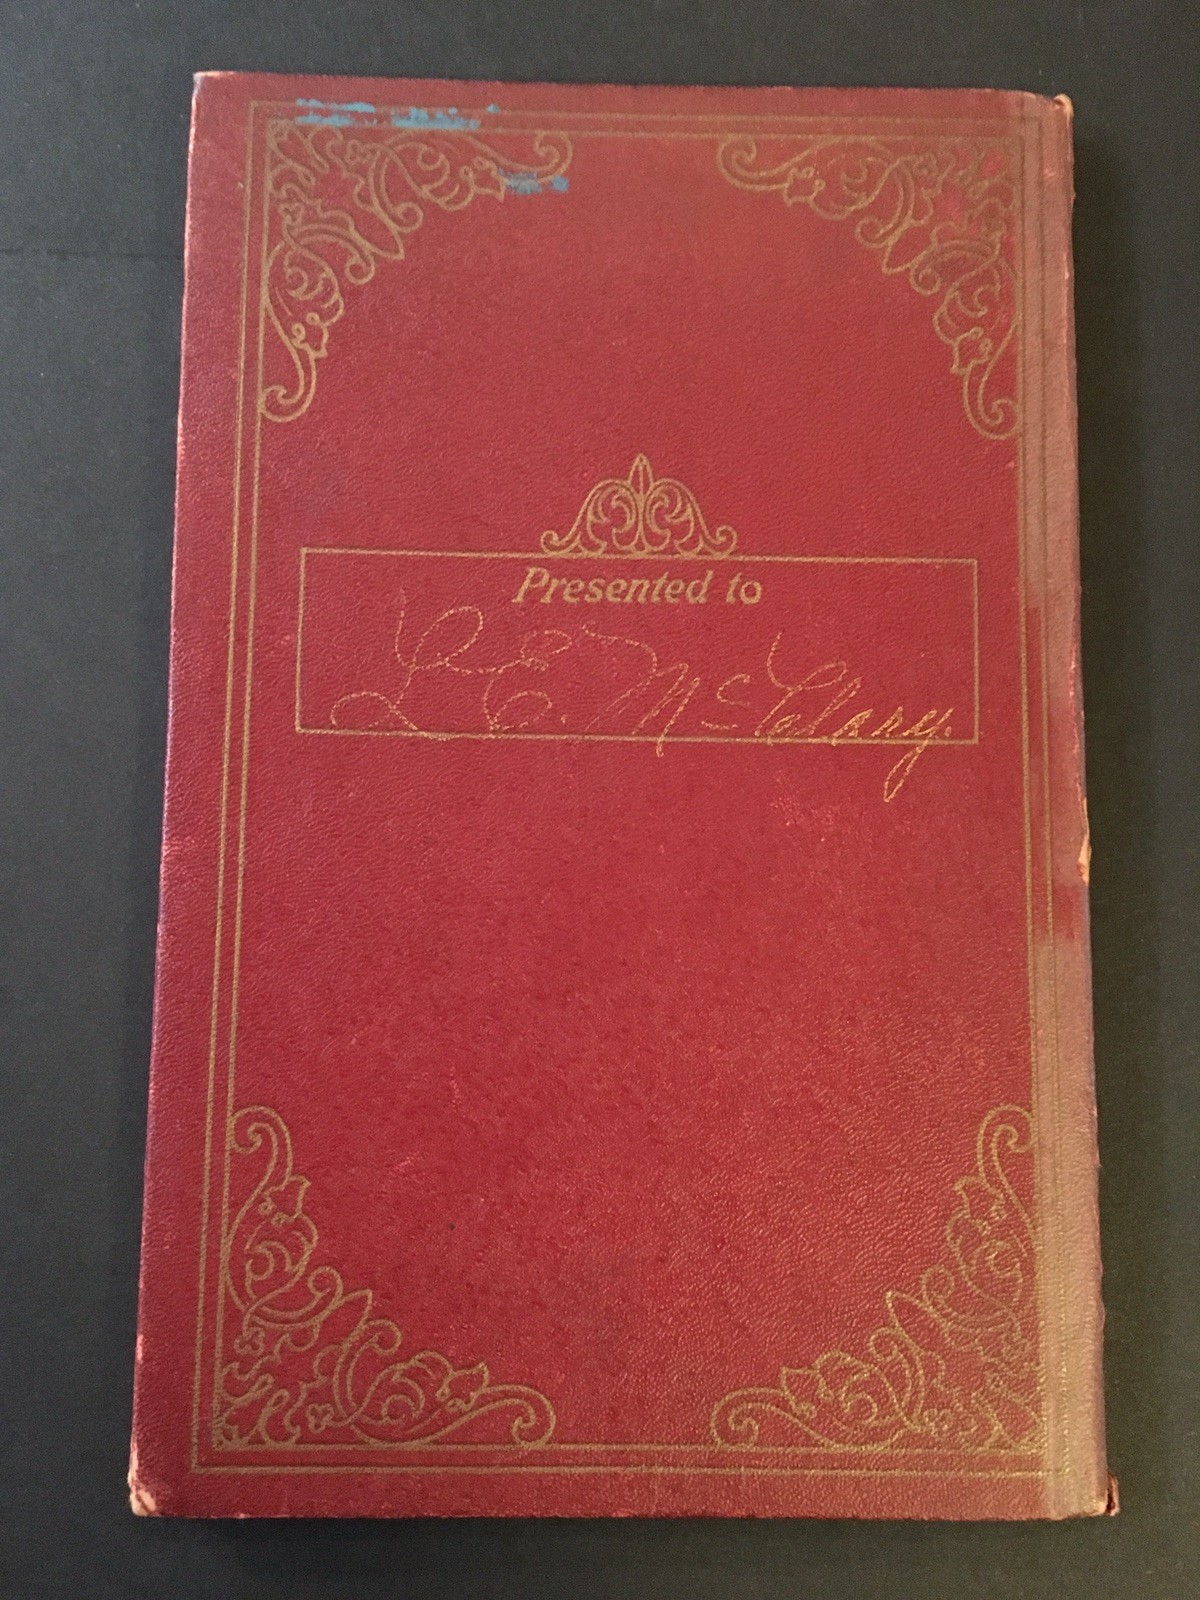 Presented to
L. E. McClary.